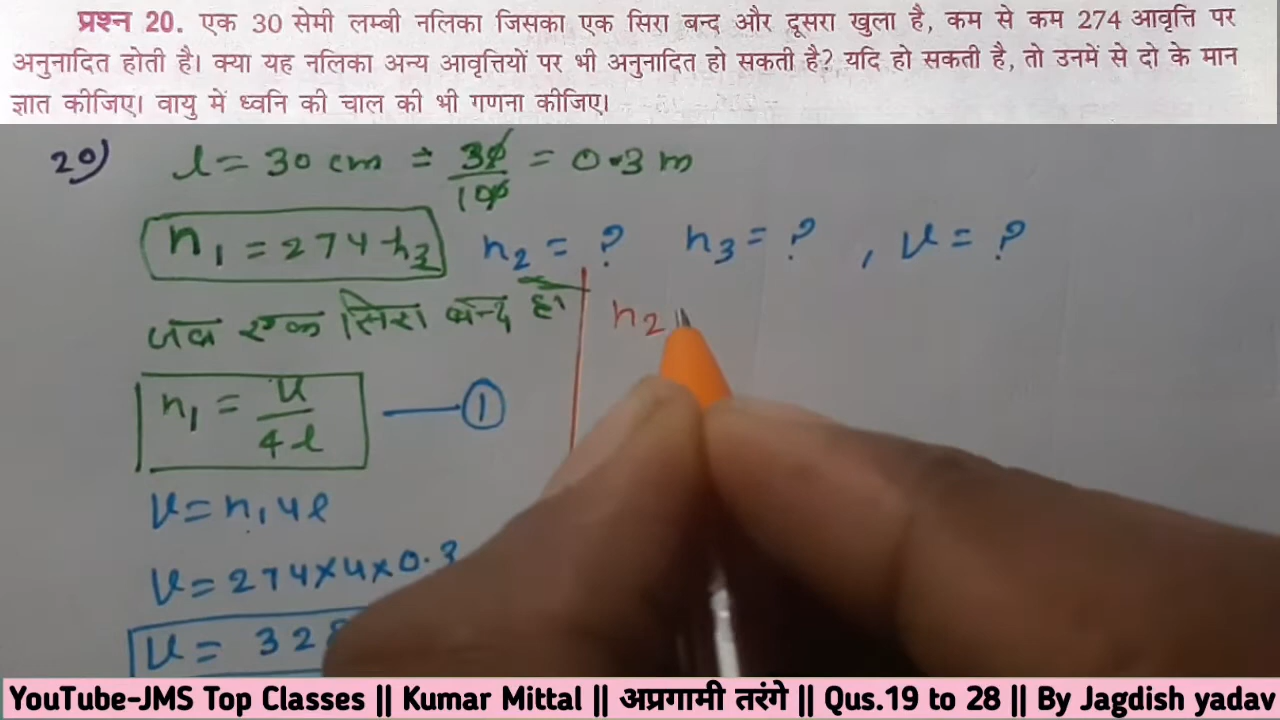 प्रश्न 20. एक 30 सेमी लम्बी नलिका जिसका एक सिरा बन्द और दूसरा खुला है, कम से कम 274 आवृत्ति पर
अनुनादित होती है। क्या यह नलिका अन्य आवृत्तियों पर भी अनुनादित हो सकती है? यदि हो सकती है, तो उनमें से दो के मान
ज्ञात कीजिए। वायु में ध्वनि की चाल की भी गणना कीजिए।
20) l = 30 cm = 30/100 = 0.3 m
n1 = 274 hz n2 = ? n3 = ? , v = ?
जब एक सिरा बन्द हो
n2
n1 = v/4l — 1
v = n1 4l
v = 274×4×0.3
v = 328
YouTube-JMS Top Classes || Kumar Mittal || अप्रगामी तरंगे || Qus.19 to 28 || By Jagdish yadav